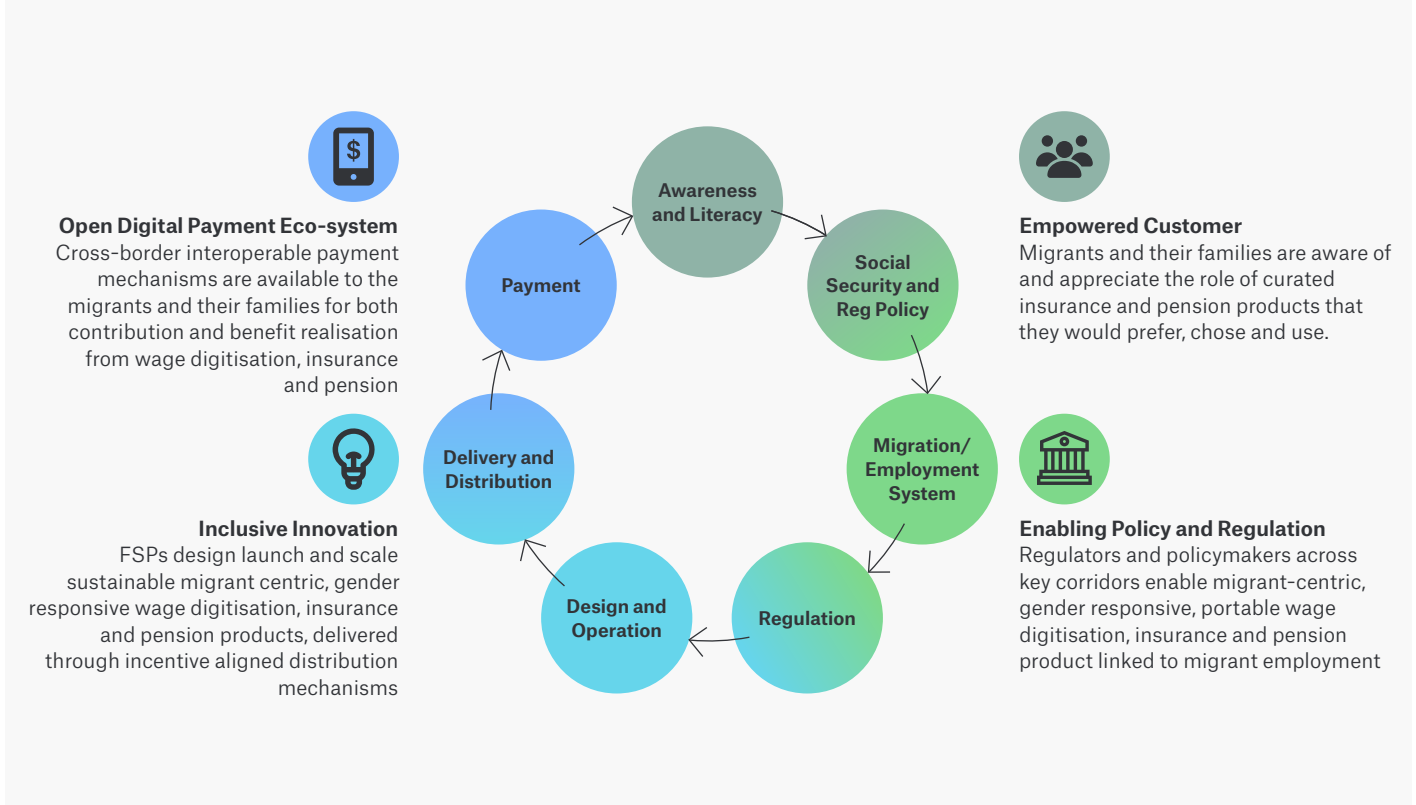 Open Digital Payment Eco-system
Cross-border interoperable payment
mechanisms are available to the
migrants and their families for both
contribution and benefit realisation
from wage digitisation, insurance
and pension
Inclusive Innovation
FSPs design launch and scale
sustainable migrant centric, gender
responsive wage digitisation, insurance
and pension products, delivered
through incentive aligned distribution
mechanisms
$
Awareness
and Literacy
Social
Security and
Reg Policy
Migration/
Employment
System
Regulation
Design and
Operation
Delivery and
Distribution
Payment
Empowered Customer
Migrants and their families are aware of
and appreciate the role of curated
insurance and pension products that
they would prefer, chose and use.
Enabling Policy and Regulation
Regulators and policymakers across
key corridors enable migrant-centric,
gender responsive, portable wage
digitisation, insurance and pension
product linked to migrant employment